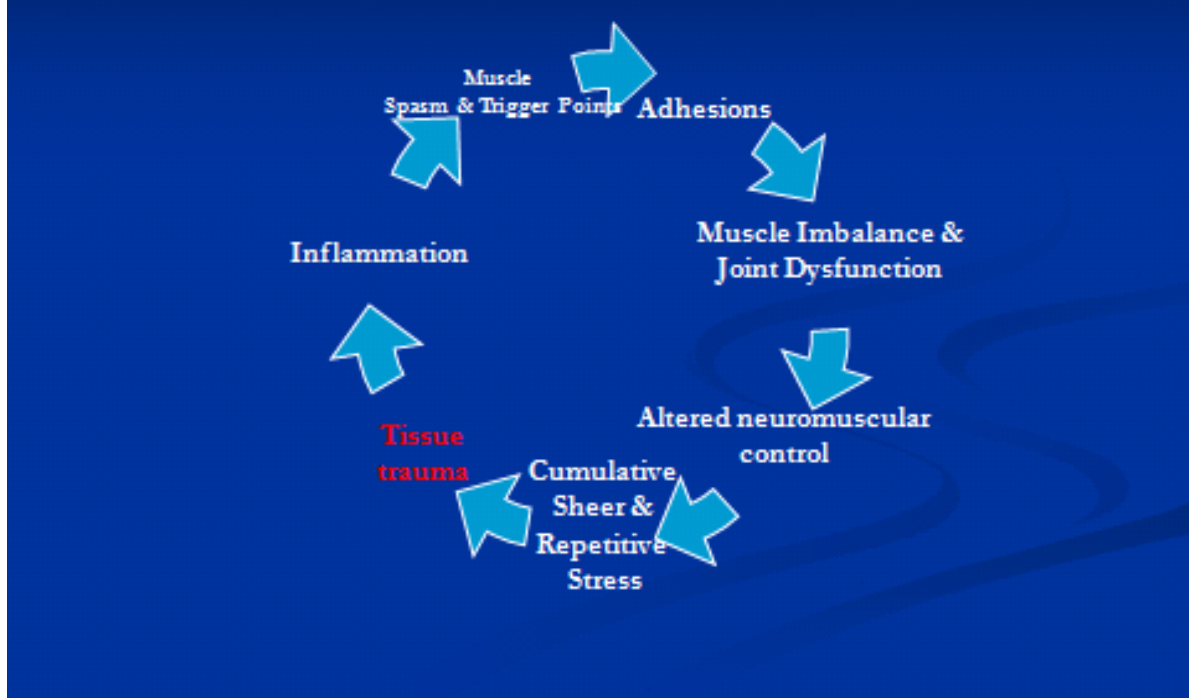 Muscle
Spasm & Trigger Points
Adhesions
Muscle Imbalance &
Joint Dysfunction
Altered neuromuscular
control
Cumulative
Sheer &
Repetitive
Stress
Tissue
trauma
Inflammation